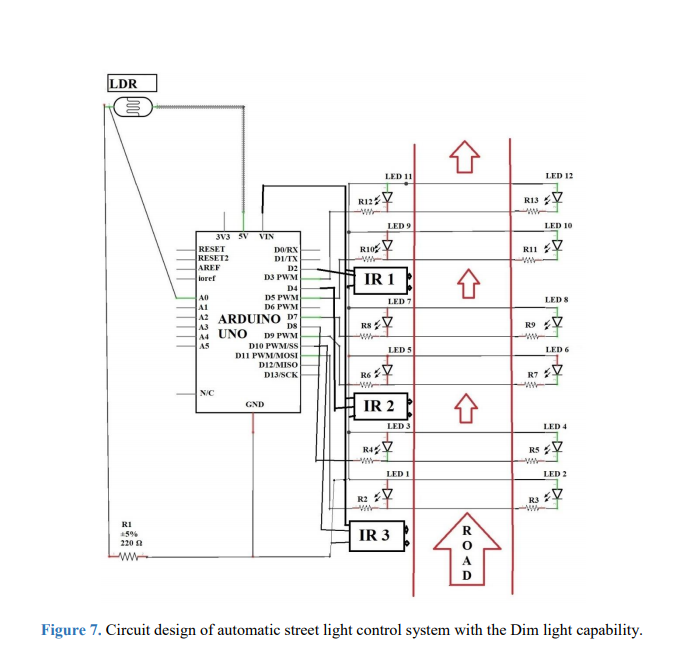 LDR
LED 11
LED 12
R12
R13
LED 9
LED 10
R10
R11
3V3 5V VIN
RESET
RESET2
AREF
ioref
A0
A1
A2
A3
A4
A5
N/C
ARDUINO
UNO
GND
D0/RX
D1/TX
D2
D3 PWM
D4
D5 PWM
D6 PWM
D7
D8
D9 PWM
D10 PWM/SS
D11 PWM/MOSI
D12/MISO
D13/SCK
IR 1
LED 7
LED 8
R8
R9
LED 5
LED 6
R6
R7
IR 2
LED 3
LED 4
R4
R5
LED 1
LED 2
R2
R3
IR 3
R
O
A
D
R1
±5%
220 Ω
Figure 7. Circuit design of automatic street light control system with the Dim light capability.